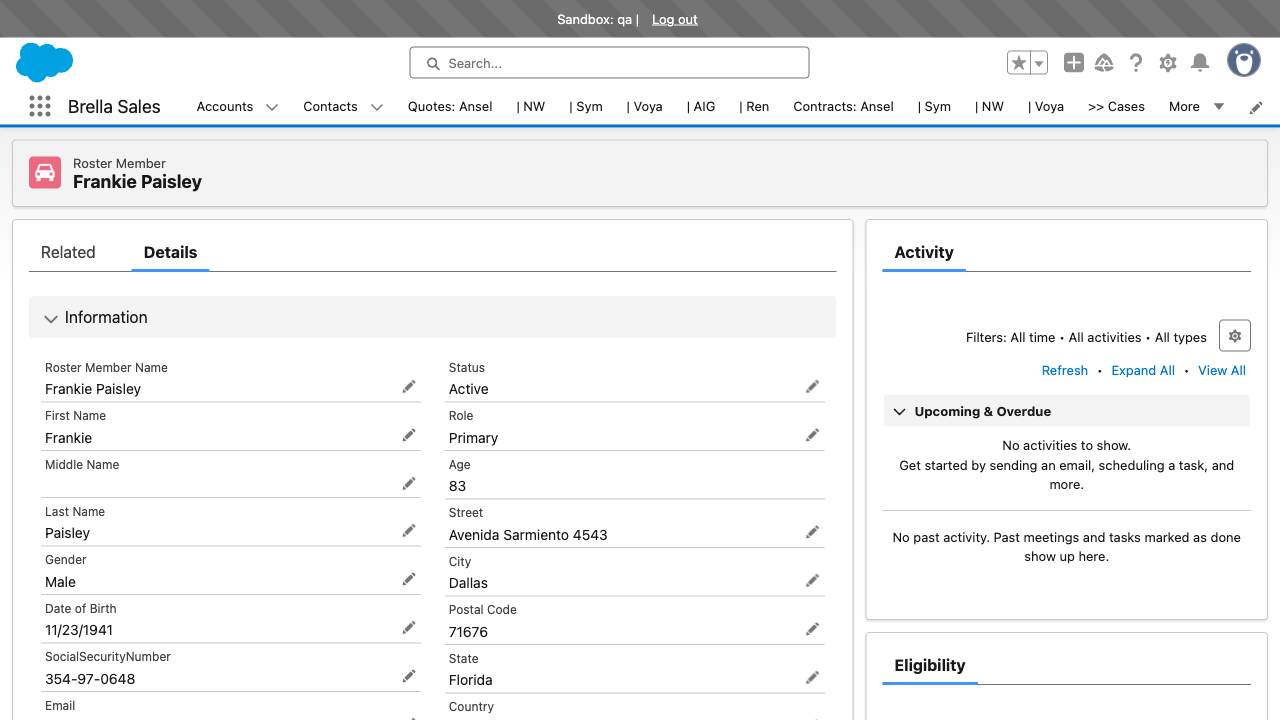 Sandbox: qa | Log out
Search...
Brella Sales
Accounts
Contacts
Quotes: Ansel
| NW
| Sym
| Voya
| AIG
| Ren
Contracts: Ansel
| Sym
| NW
| Voya
>> Cases
More
Roster Member
Frankie Paisley
Related
Details
Information
Roster Member Name
Frankie Paisley
First Name
Frankie
Middle Name
Last Name
Paisley
Gender
Male
Date of Birth
11/23/1941
SocialSecurityNumber
354-97-0648
Email
Status
Active
Role
Primary
Age
83
Street
Avenida Sarmiento 4543
City
Dallas
Postal Code
71676
State
Florida
Country
Activity
Filters: All time • All activities • All types
Refresh • Expand All • View All
Upcoming & Overdue
No activities to show.
Get started by sending an email, scheduling a task, and
more.
No past activity. Past meetings and tasks marked as done
show up here.
Eligibility